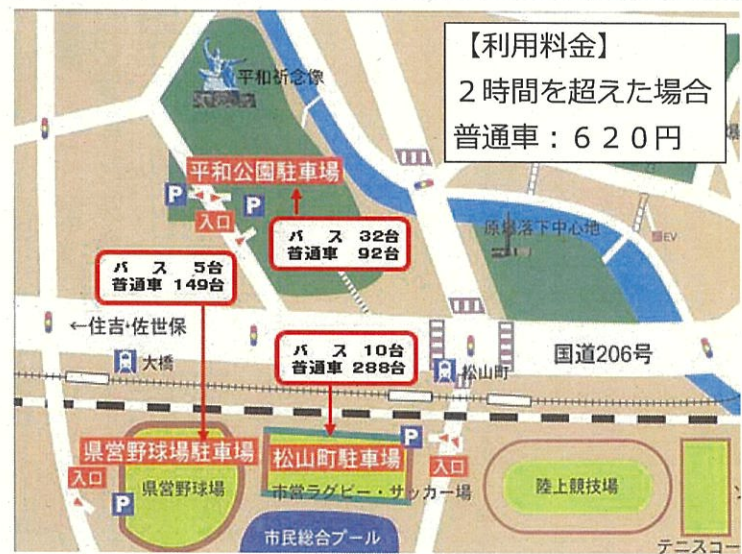 【利用料金】
２時間を超えた場合
普通車：６２０円
平和祈念像
平和公園駐車場
P
P
入口
バス 32台
普通車 92台
原爆落下中心地
EV
バス 5台
普通車 149台
←住吉・佐世保
大橋
バス 10台
普通車 288台
松山町
国道206号
P
県営野球場駐車場
松山町駐車場
入口
入口
P
県営野球場
市営ラグビー・サッカー場
陸上競技場
市民総合プール
テニスコー